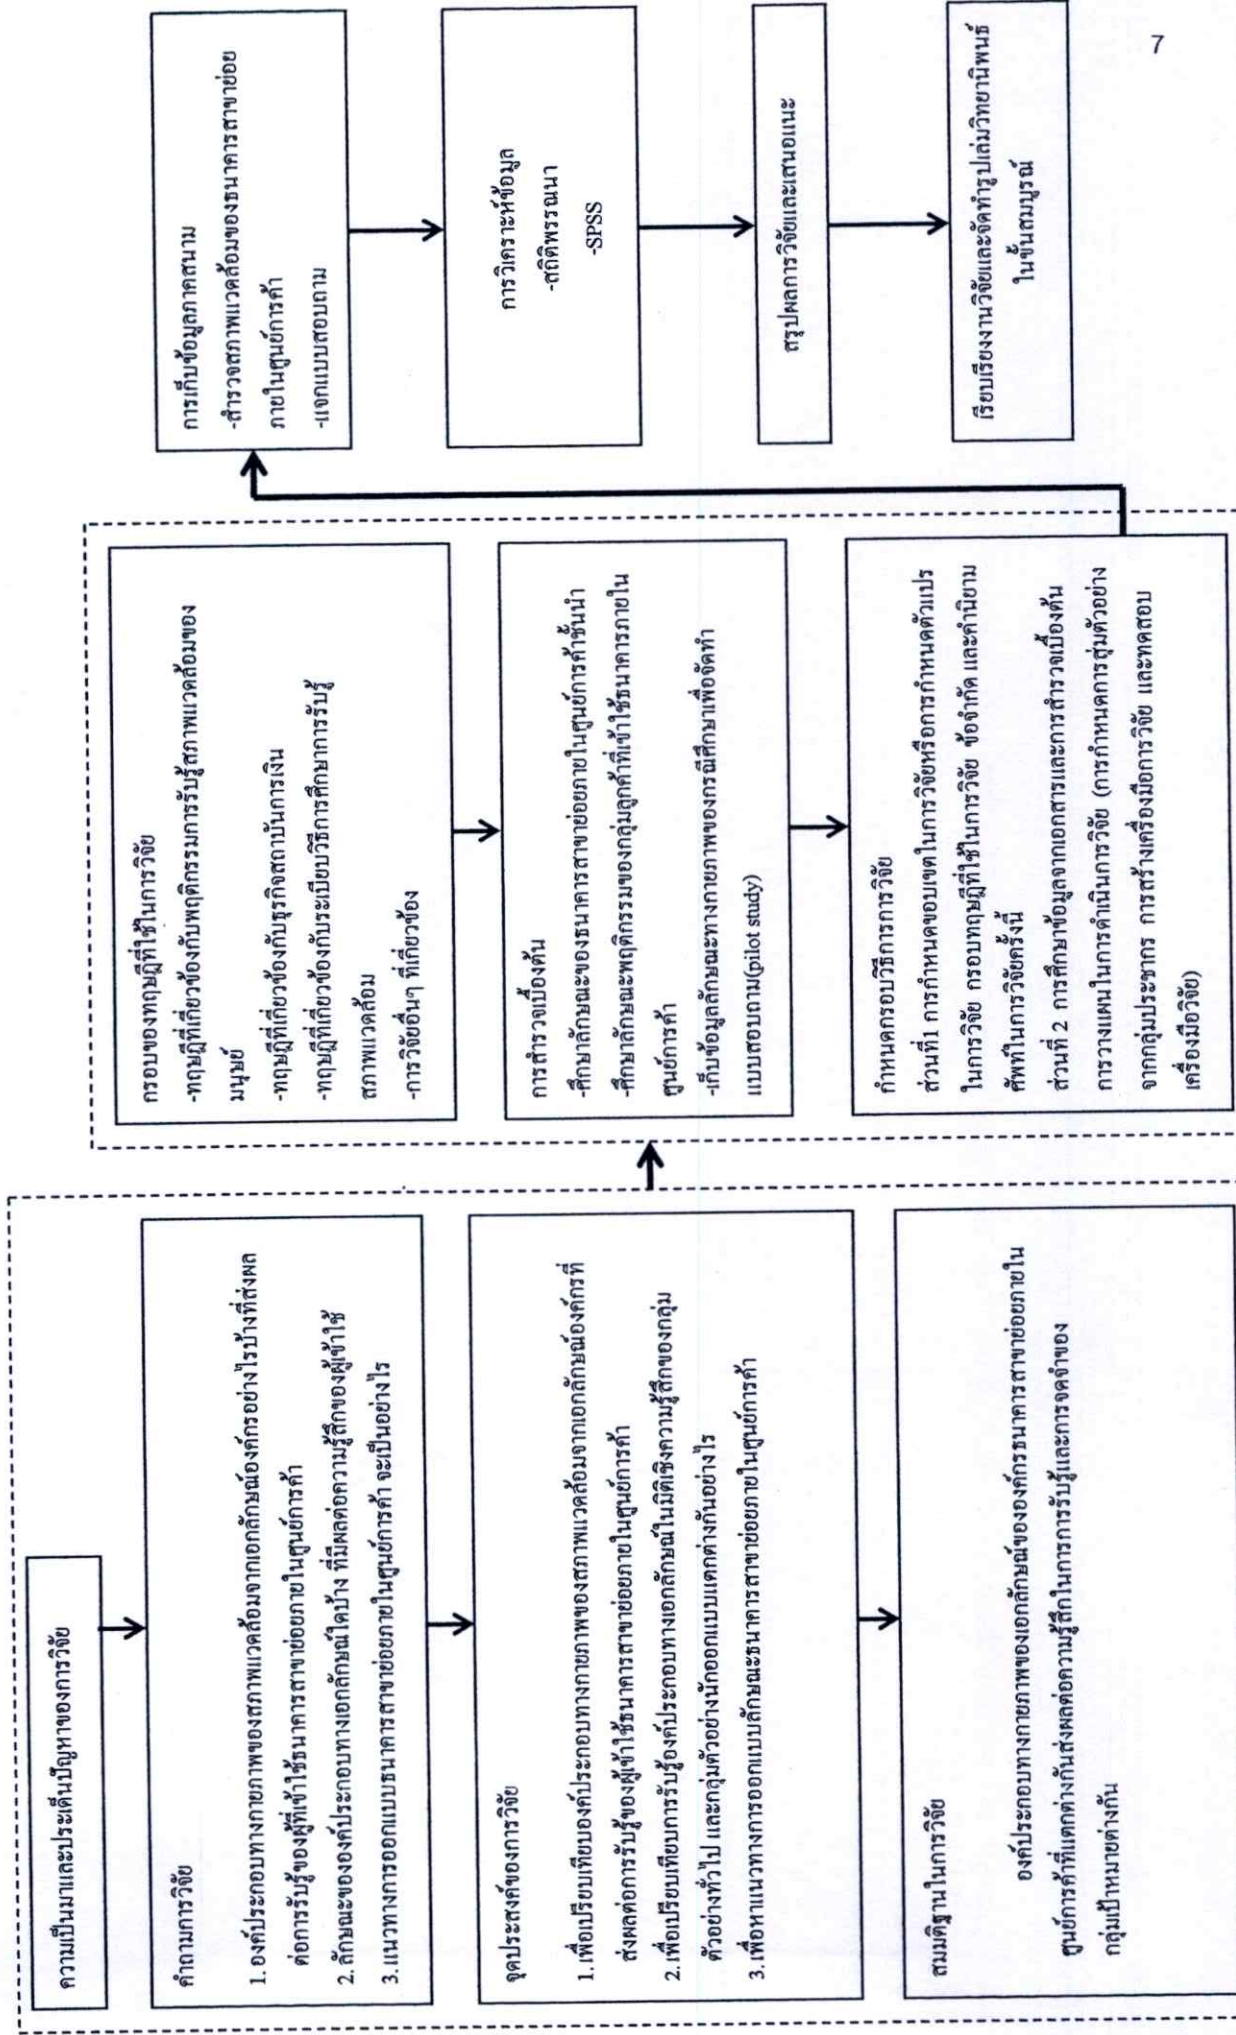 7
ความเป็นมาและประเด็นปัญหาของการวิจัย
คำถามการวิจัย
1. องค์ประกอบทางกายภาพของสภาพแวดล้อมจากเอกลักษณ์องค์กรอย่างไรบ้างที่ส่งผล
ต่อการรับรู้ของผู้ที่เข้าใช้ธนาคารสาขาย่อยภายในศูนย์การค้า
2. ลักษณะขององค์ประกอบทางเอกลักษณ์ใดบ้าง ที่มีผลต่อความรู้สึกของผู้เข้าใช้
3. แนวทางการออกแบบธนาคารสาขาย่อยภายในศูนย์การค้า จะเป็นอย่างไร
จุดประสงค์ของการวิจัย
1. เพื่อเปรียบเทียบองค์ประกอบทางกายภาพของสภาพแวดล้อมจากเอกลักษณ์องค์กรที่
ส่งผลต่อการรับรู้ของผู้เข้าใช้ธนาคารสาขาย่อยภายในศูนย์การค้า
2. เพื่อเปรียบเทียบการรับรู้องค์ประกอบทางเอกลักษณ์ในมิติเชิงความรู้สึกของกลุ่ม
ตัวอย่างทั่วไป และกลุ่มตัวอย่างนักออกแบบแตกต่างกันอย่างไร
3. เพื่อหาแนวทางการออกแบบลักษณะธนาคารสาขาย่อยภายในศูนย์การค้า
สมมติฐานในการวิจัย
องค์ประกอบทางกายภาพของเอกลักษณ์ขององค์กรธนาคารสาขาย่อยภายใน
ศูนย์การค้าที่แตกต่างกันส่งผลต่อความรู้สึกในการการรับรู้และการจดจำของ
กลุ่มเป้าหมายต่างกัน
กรอบของทฤษฎีที่ใช้ในการวิจัย
-ทฤษฎีที่เกี่ยวข้องกับพฤติกรรมการรับรู้สภาพแวดล้อมของ
มนุษย์
-ทฤษฎีที่เกี่ยวข้องกับธุรกิจสถาบันการเงิน
-ทฤษฎีที่เกี่ยวข้องกับระเบียบวิธีการศึกษาการรับรู้
สภาพแวดล้อม
-การวิจัยอื่นๆ ที่เกี่ยวข้อง
การสำรวจเบื้องต้น
-ศึกษาลักษณะของธนาคารสาขาย่อยภายในศูนย์การค้าชั้นนำ
-ศึกษาลักษณะพฤติกรรมของกลุ่มลูกค้าที่เข้าใช้ธนาคารภายใน
ศูนย์การค้า
-เก็บข้อมูลลักษณะทางกายภาพของกรณีศึกษาเพื่อจัดทำ
แบบสอบถาม(pilot study)
กำหนดกรอบวิธีการการวิจัย
ส่วนที่1 การกำหนดขอบเขตในการวิจัยหรือการกำหนดตัวแปร
ในการวิจัย กรอบทฤษฎีที่ใช้ในการวิจัย ข้อจำกัด และคำนิยาม
ศัพท์ในการวิจัยครั้งนี้
ส่วนที่ 2 การศึกษาข้อมูลจากเอกสารและการสำรวจเบื้องต้น
การวางแผนในการดำเนินการวิจัย (การกำหนดการสุ่มตัวอย่าง
จากกลุ่มประชากร การสร้างเครื่องมือการวิจัย และทดสอบ
เครื่องมือวิจัย)
การเก็บข้อมูลภาคสนาม
-สำรวจสภาพแวดล้อมของธนาคารสาขาย่อย
ภายในศูนย์การค้า
-แจกแบบสอบถาม
การวิเคราะห์ข้อมูล
-สถิติพรรณนา
-SPSS
สรุปผลการวิจัยและเสนอแนะ
เรียบเรียงงานวิจัยและจัดทำรูปเล่มวิทยานิพนธ์
ในขั้นสมบูรณ์